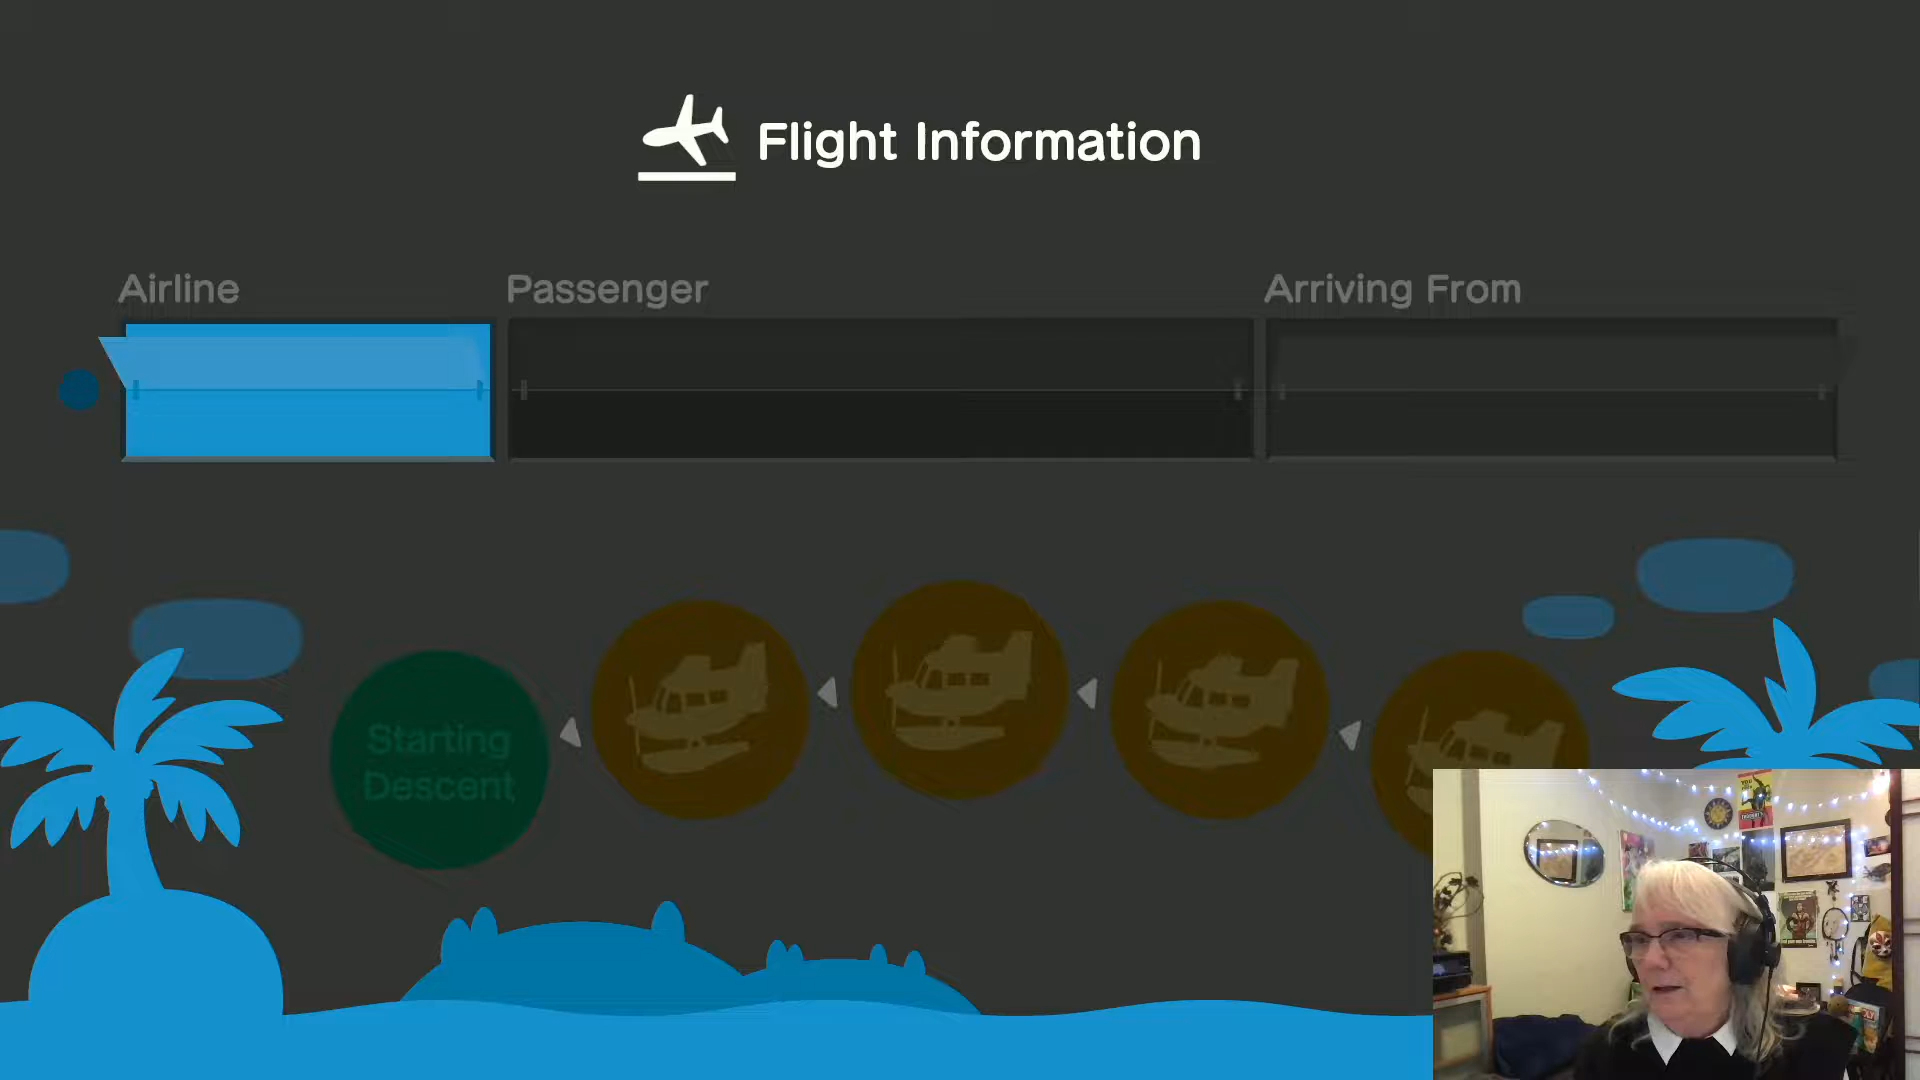 Flight Information
Airline
Passenger
Arriving From
Starting
Descent